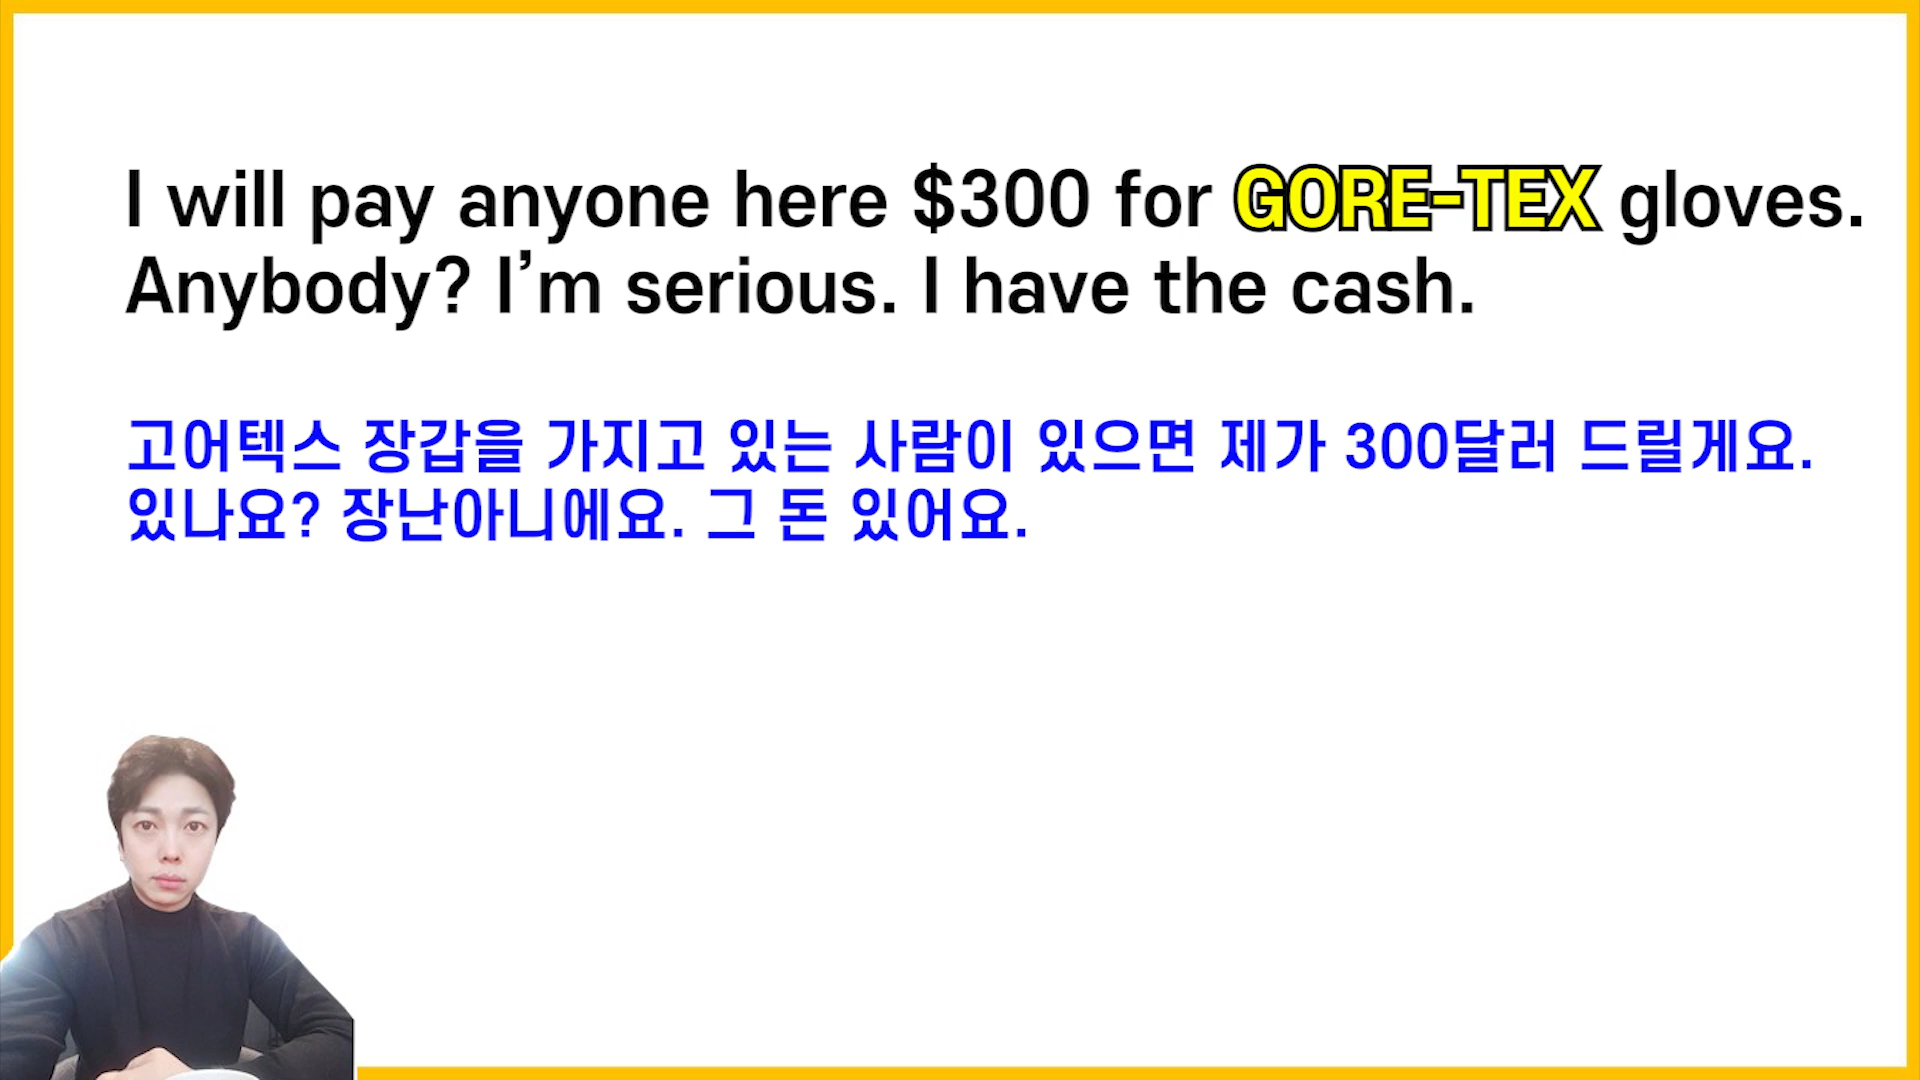 I will pay anyone here $300 for GORE-TEX gloves.
Anybody? I’m serious. I have the cash.
고어텍스 장갑을 가지고 있는 사람이 있으면 제가 300달러 드릴게요.
있나요? 장난아니에요. 그 돈 있어요.